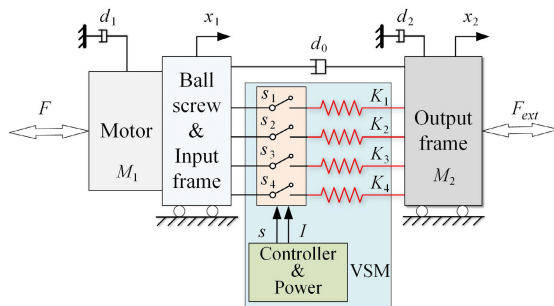 d₁
x₁
d₀
d₂
x₂
F
Motor
M₁
Ball
screw
&
Input
frame
s₁
s₂
s₃
s₄
K₁
K₂
K₃
K₄
Output
frame
M₂
Fₑₓₜ
s
I
Controller
&
Power
VSM